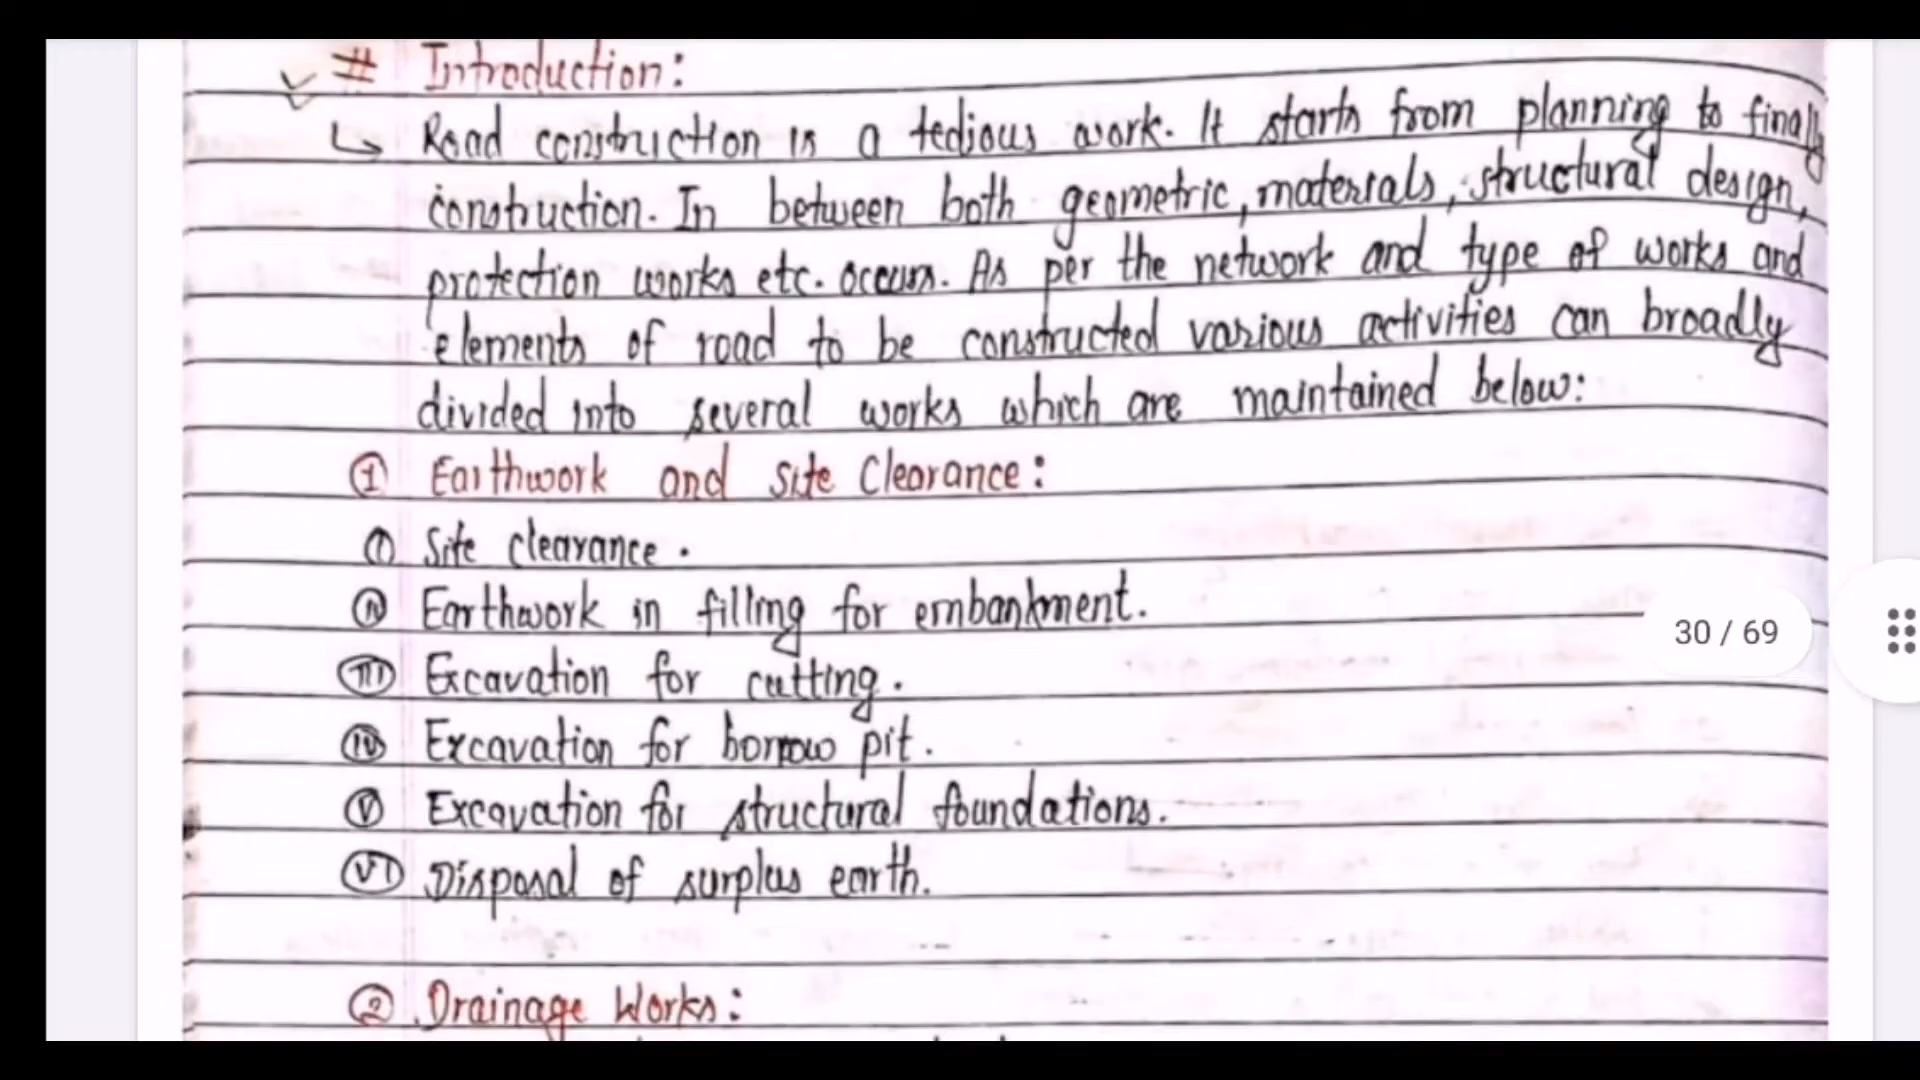 # Introduction:
↳ Road construction is a tedious work. It starts from planning to finally
construction. In between both geometric, materials, structural design,
protection works etc. occurs. As per the network and type of works and
elements of road to be constructed various activities can broadly
divided into several works which are maintained below:
① Earthwork and Site Clearance:
(i) Site clearance.
(ii) Earthwork in filling for embankment.
(iii) Excavation for cutting.
(iv) Excavation for borrow pit.
(v) Excavation for structural foundations.
(vi) Disposal of surplus earth.
② Drainage Works:
30 / 69